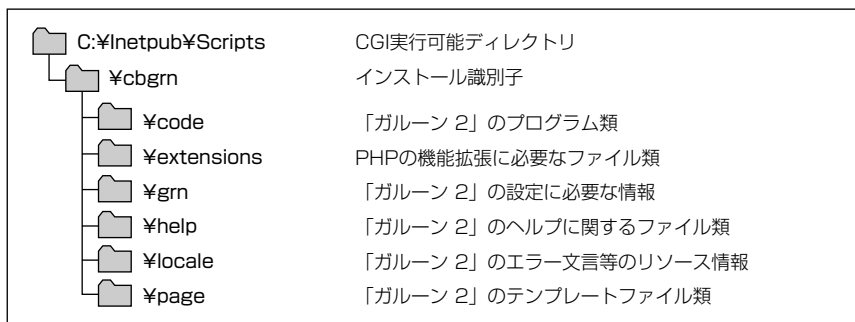 C:¥Inetpub¥Scripts CGI実行可能ディレクトリ
¥cbgrn インストール識別子
¥code 「ガルーン 2」のプログラム類
¥extensions PHPの機能拡張に必要なファイル類
¥grn 「ガルーン 2」の設定に必要な情報
¥help 「ガルーン 2」のヘルプに関するファイル類
¥locale 「ガルーン 2」のエラー文言等のリソース情報
¥page 「ガルーン 2」のテンプレートファイル類